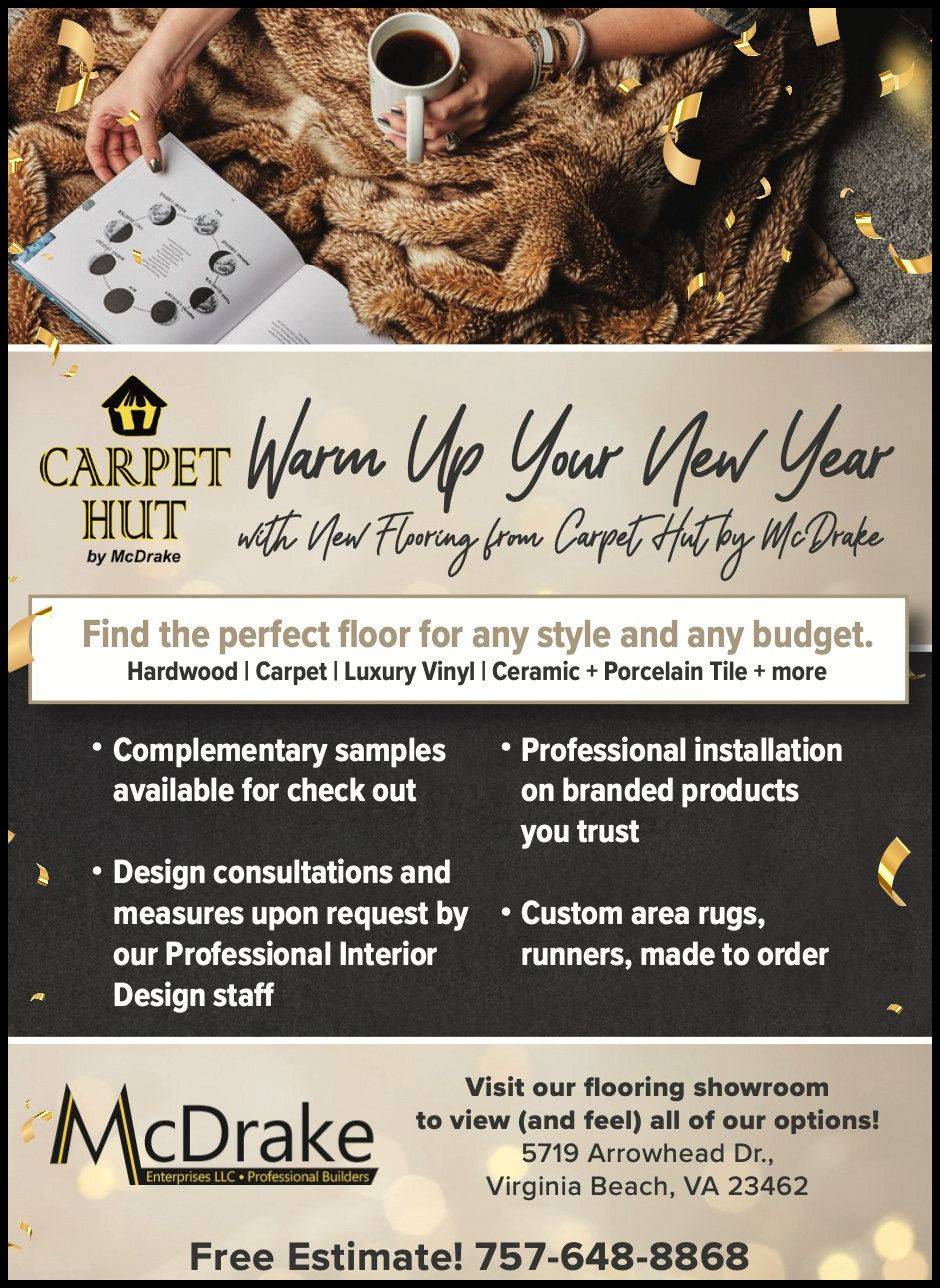 CARPET
HUT
by McDrake
Warm Up Your New Year
with New Flooring from Carpet Hut by McDrake
Find the perfect floor for any style and any budget.
Hardwood | Carpet | Luxury Vinyl | Ceramic + Porcelain Tile + more
• Complementary samples
available for check out
• Design consultations and
measures upon request by
our Professional Interior
Design staff
• Professional installation
on branded products
you trust
• Custom area rugs,
runners, made to order
McDrake
Enterprises LLC • Professional Builders
Visit our flooring showroom
to view (and feel) all of our options!
5719 Arrowhead Dr.,
Virginia Beach, VA 23462
Free Estimate! 757-648-8868